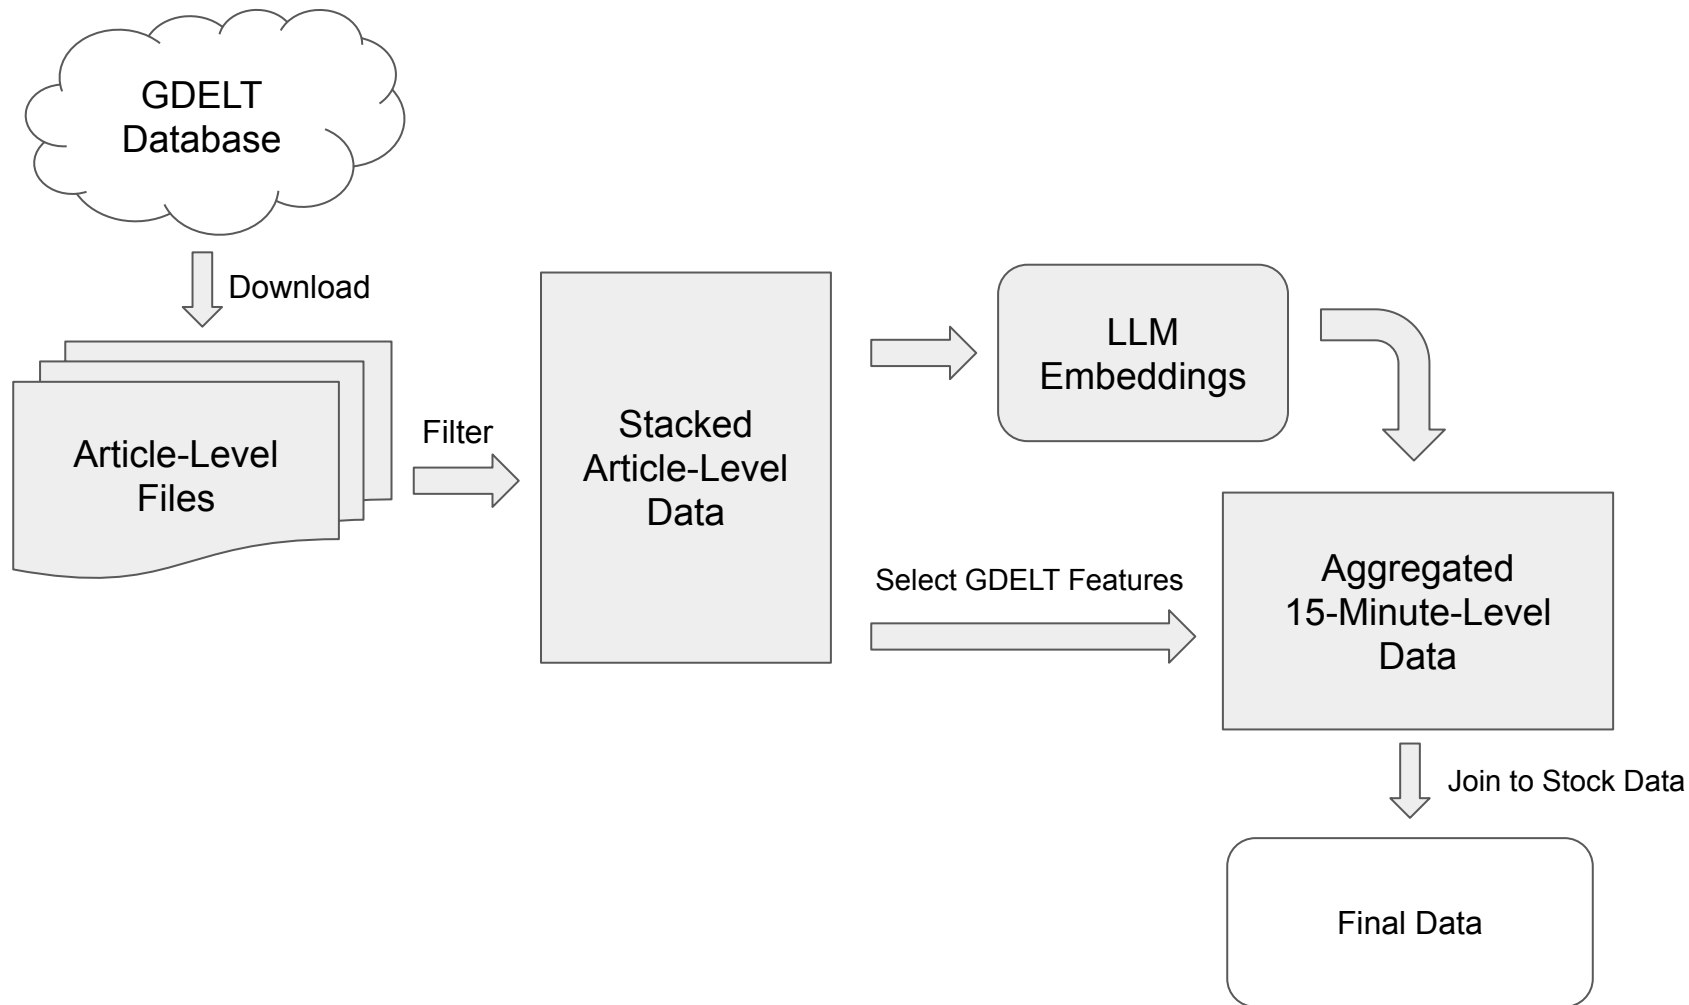 GDELT
Database
Download
Article-Level
Files
Filter
Stacked
Article-Level
Data
LLM
Embeddings
Select GDELT Features
Aggregated
15-Minute-Level
Data
Join to Stock Data
Final Data